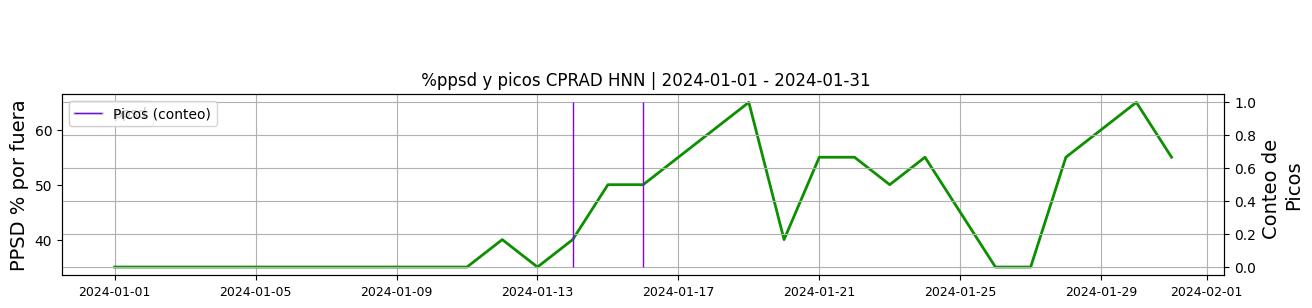 %ppsd y picos CPRAD HNN | 2024-01-01 - 2024-01-31
Picos (conteo)
PPSD % por fuera
60
50
40
1.0
0.8
0.6
0.4
0.2
0.0
Conteo de
Picos
2024-01-01 2024-01-05 2024-01-09 2024-01-13 2024-01-17 2024-01-21 2024-01-25 2024-01-29 2024-02-01